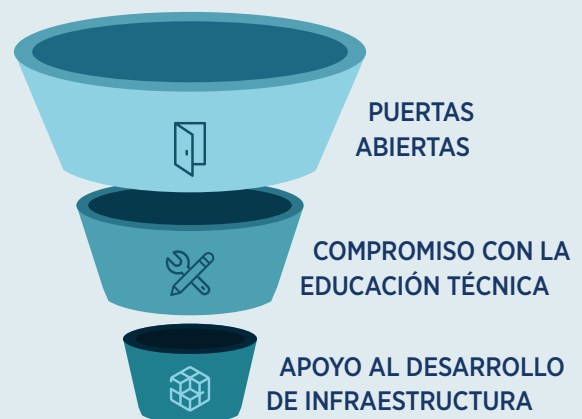 PUERTAS
ABIERTAS
COMPROMISO CON LA
EDUCACIÓN TÉCNICA
APOYO AL DESARROLLO
DE INFRAESTRUCTURA